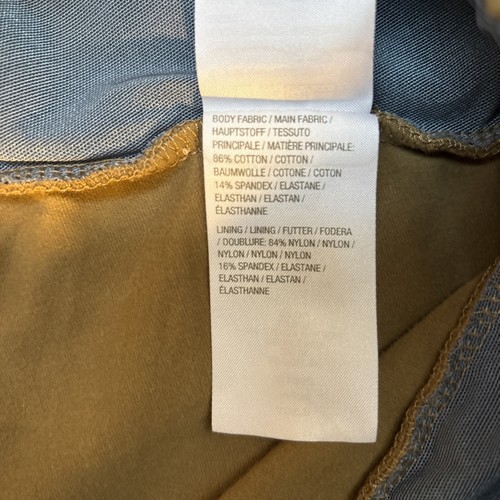 BODY FABRIC / MAIN FABRIC /
HAUPTSTOFF / TESSUTO
PRINCIPALE / MATIÈRE PRINCIPALE:
86% COTTON / COTTON /
BAUMWOLLE / COTONE / COTON
14% SPANDEX / ELASTANE /
ELASTHAN / ELASTAN /
ÉLASTHANNE
LINING / LINING / FUTTER / FODERA
/ DOUBLURE: 84% NYLON / NYLON /
NYLON / NYLON / NYLON
16% SPANDEX / ELASTANE /
ELASTHAN / ELASTAN /
ÉLASTHANNE